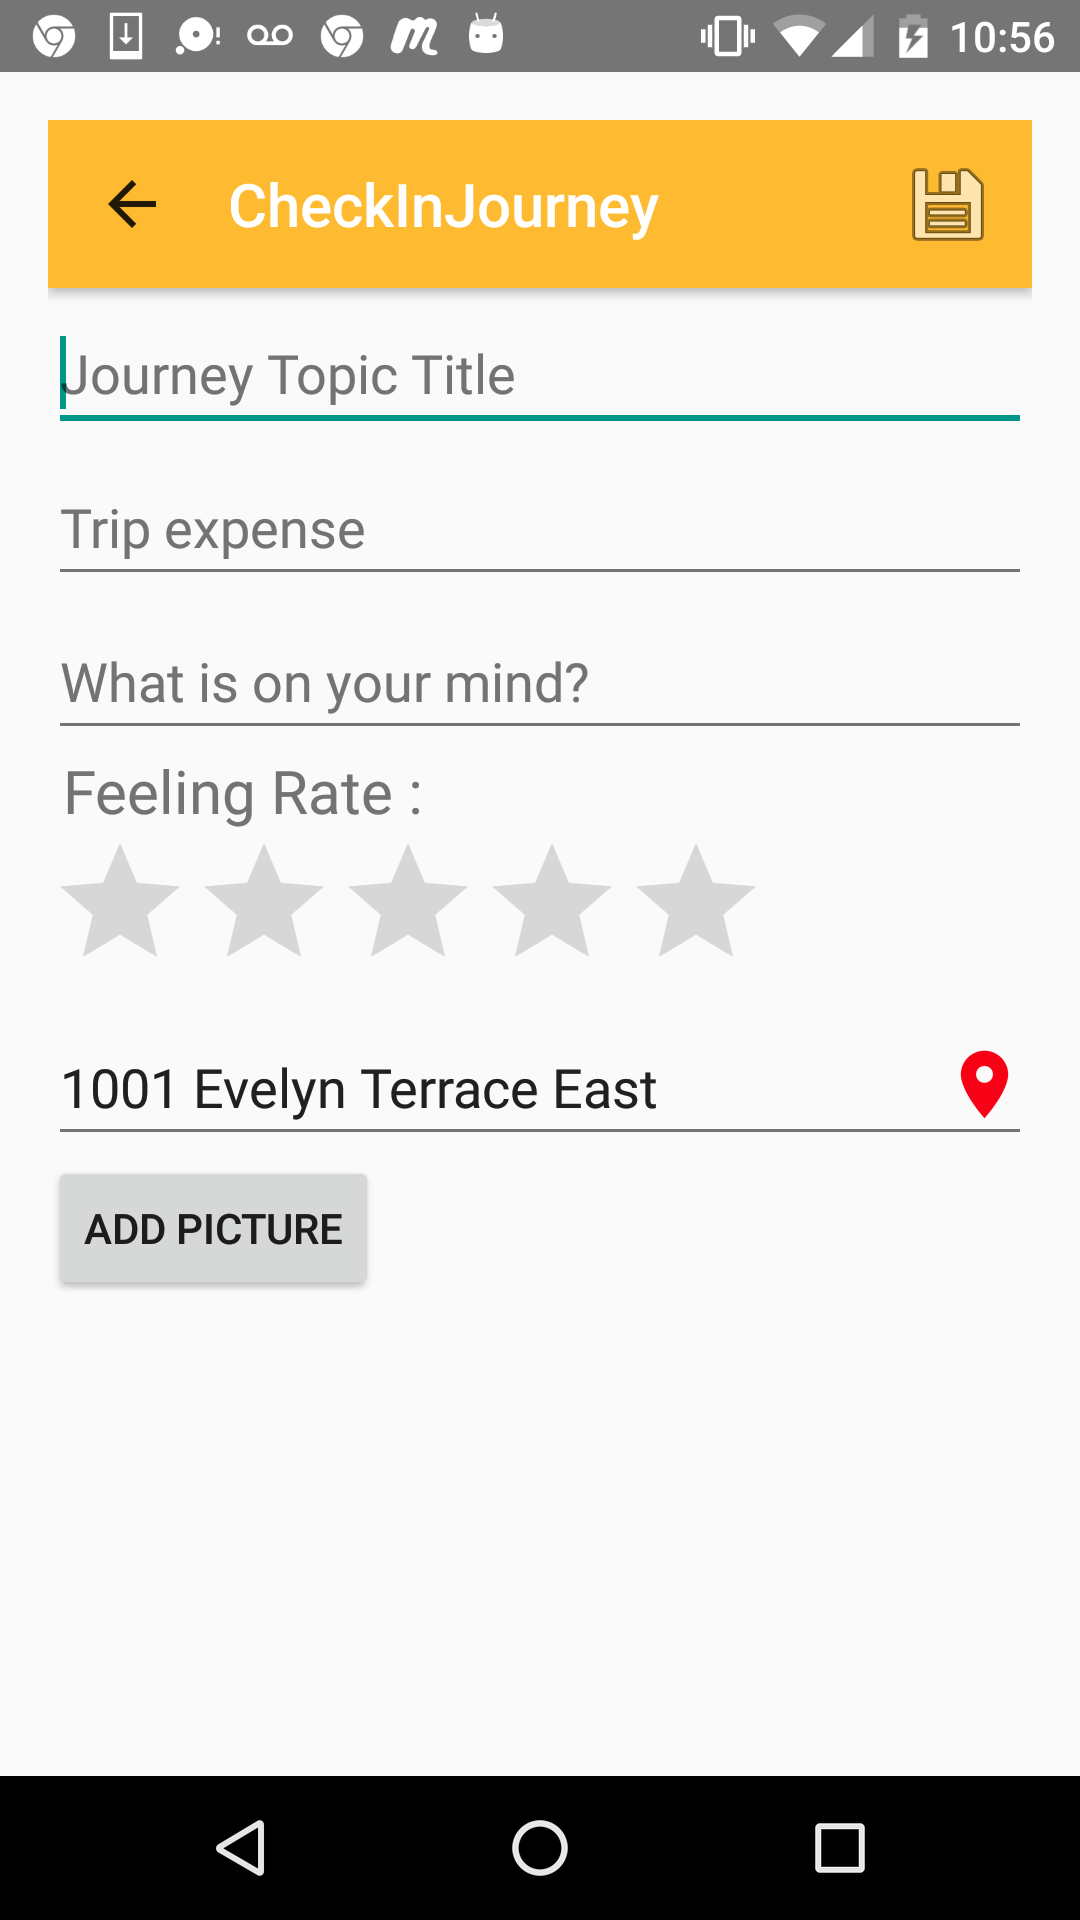 10:56
CheckInJourney
Journey Topic Title
Trip expense
What is on your mind?
Feeling Rate :
1001 Evelyn Terrace East
ADD PICTURE